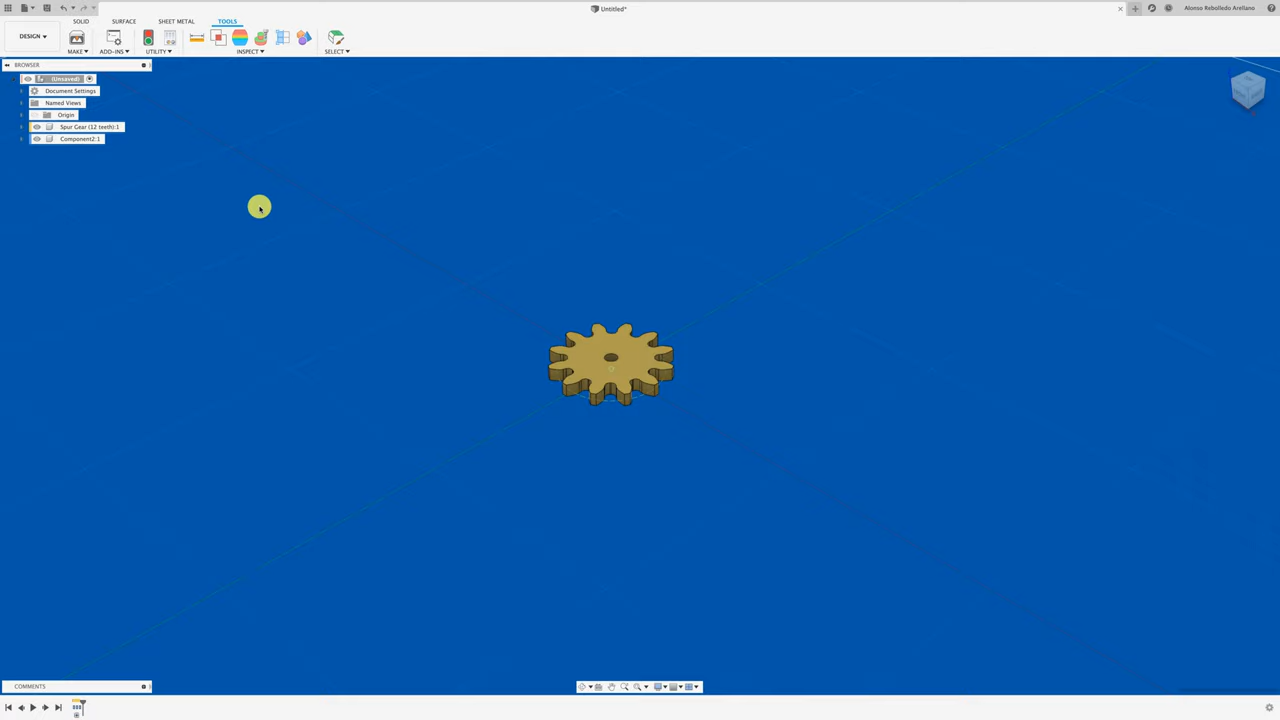 Untitled*
Alonso Rebolledo Arellano
SOLID
SURFACE
SHEET METAL
TOOLS
DESIGN
MAKE
ADD-INS
UTILITY
INSPECT
SELECT
BROWSER
(Unsaved)
Document Settings
Named Views
Origin
Spur Gear (12 teeth):1
Component2:1
COMMENTS